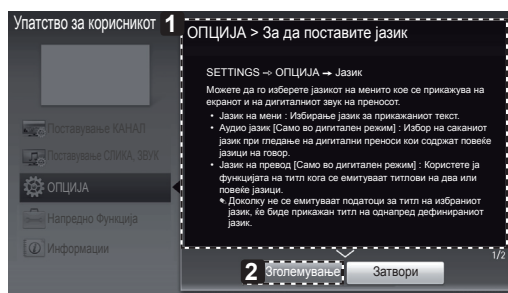 Упатство за корисникот
1
ОПЦИЈА > За да поставите јазик
SETTINGS ⇨ ОПЦИЈА ➙ Јазик
Можете да го изберете јазикот на менито кое се прикажува на
екранот и на дигиталниот звук на преносот.
• Јазик на мени : Избирање јазик за прикажаниот текст.
• Аудио јазик [Само во дигитален режим] : Избор на саканиот
јазик при гледање на дигитални преноси кои содржат повеќе
јазици на говор.
• Јазик на превод [Само во дигитален режим] : Користете ја
функцијата на титл кога се емитуваат титлови на два или
повеќе јазици.
Доколку не се емитуваат податоци за титл на избраниот
јазик, ќе биде прикажан титл на однапред дефинираниот
јазик.
Поставување КАНАЛ
Поставување СЛИКА, ЗВУК
ОПЦИЈА
Напредно Функција
Информации
1/2
2
Зголемување
Затвори